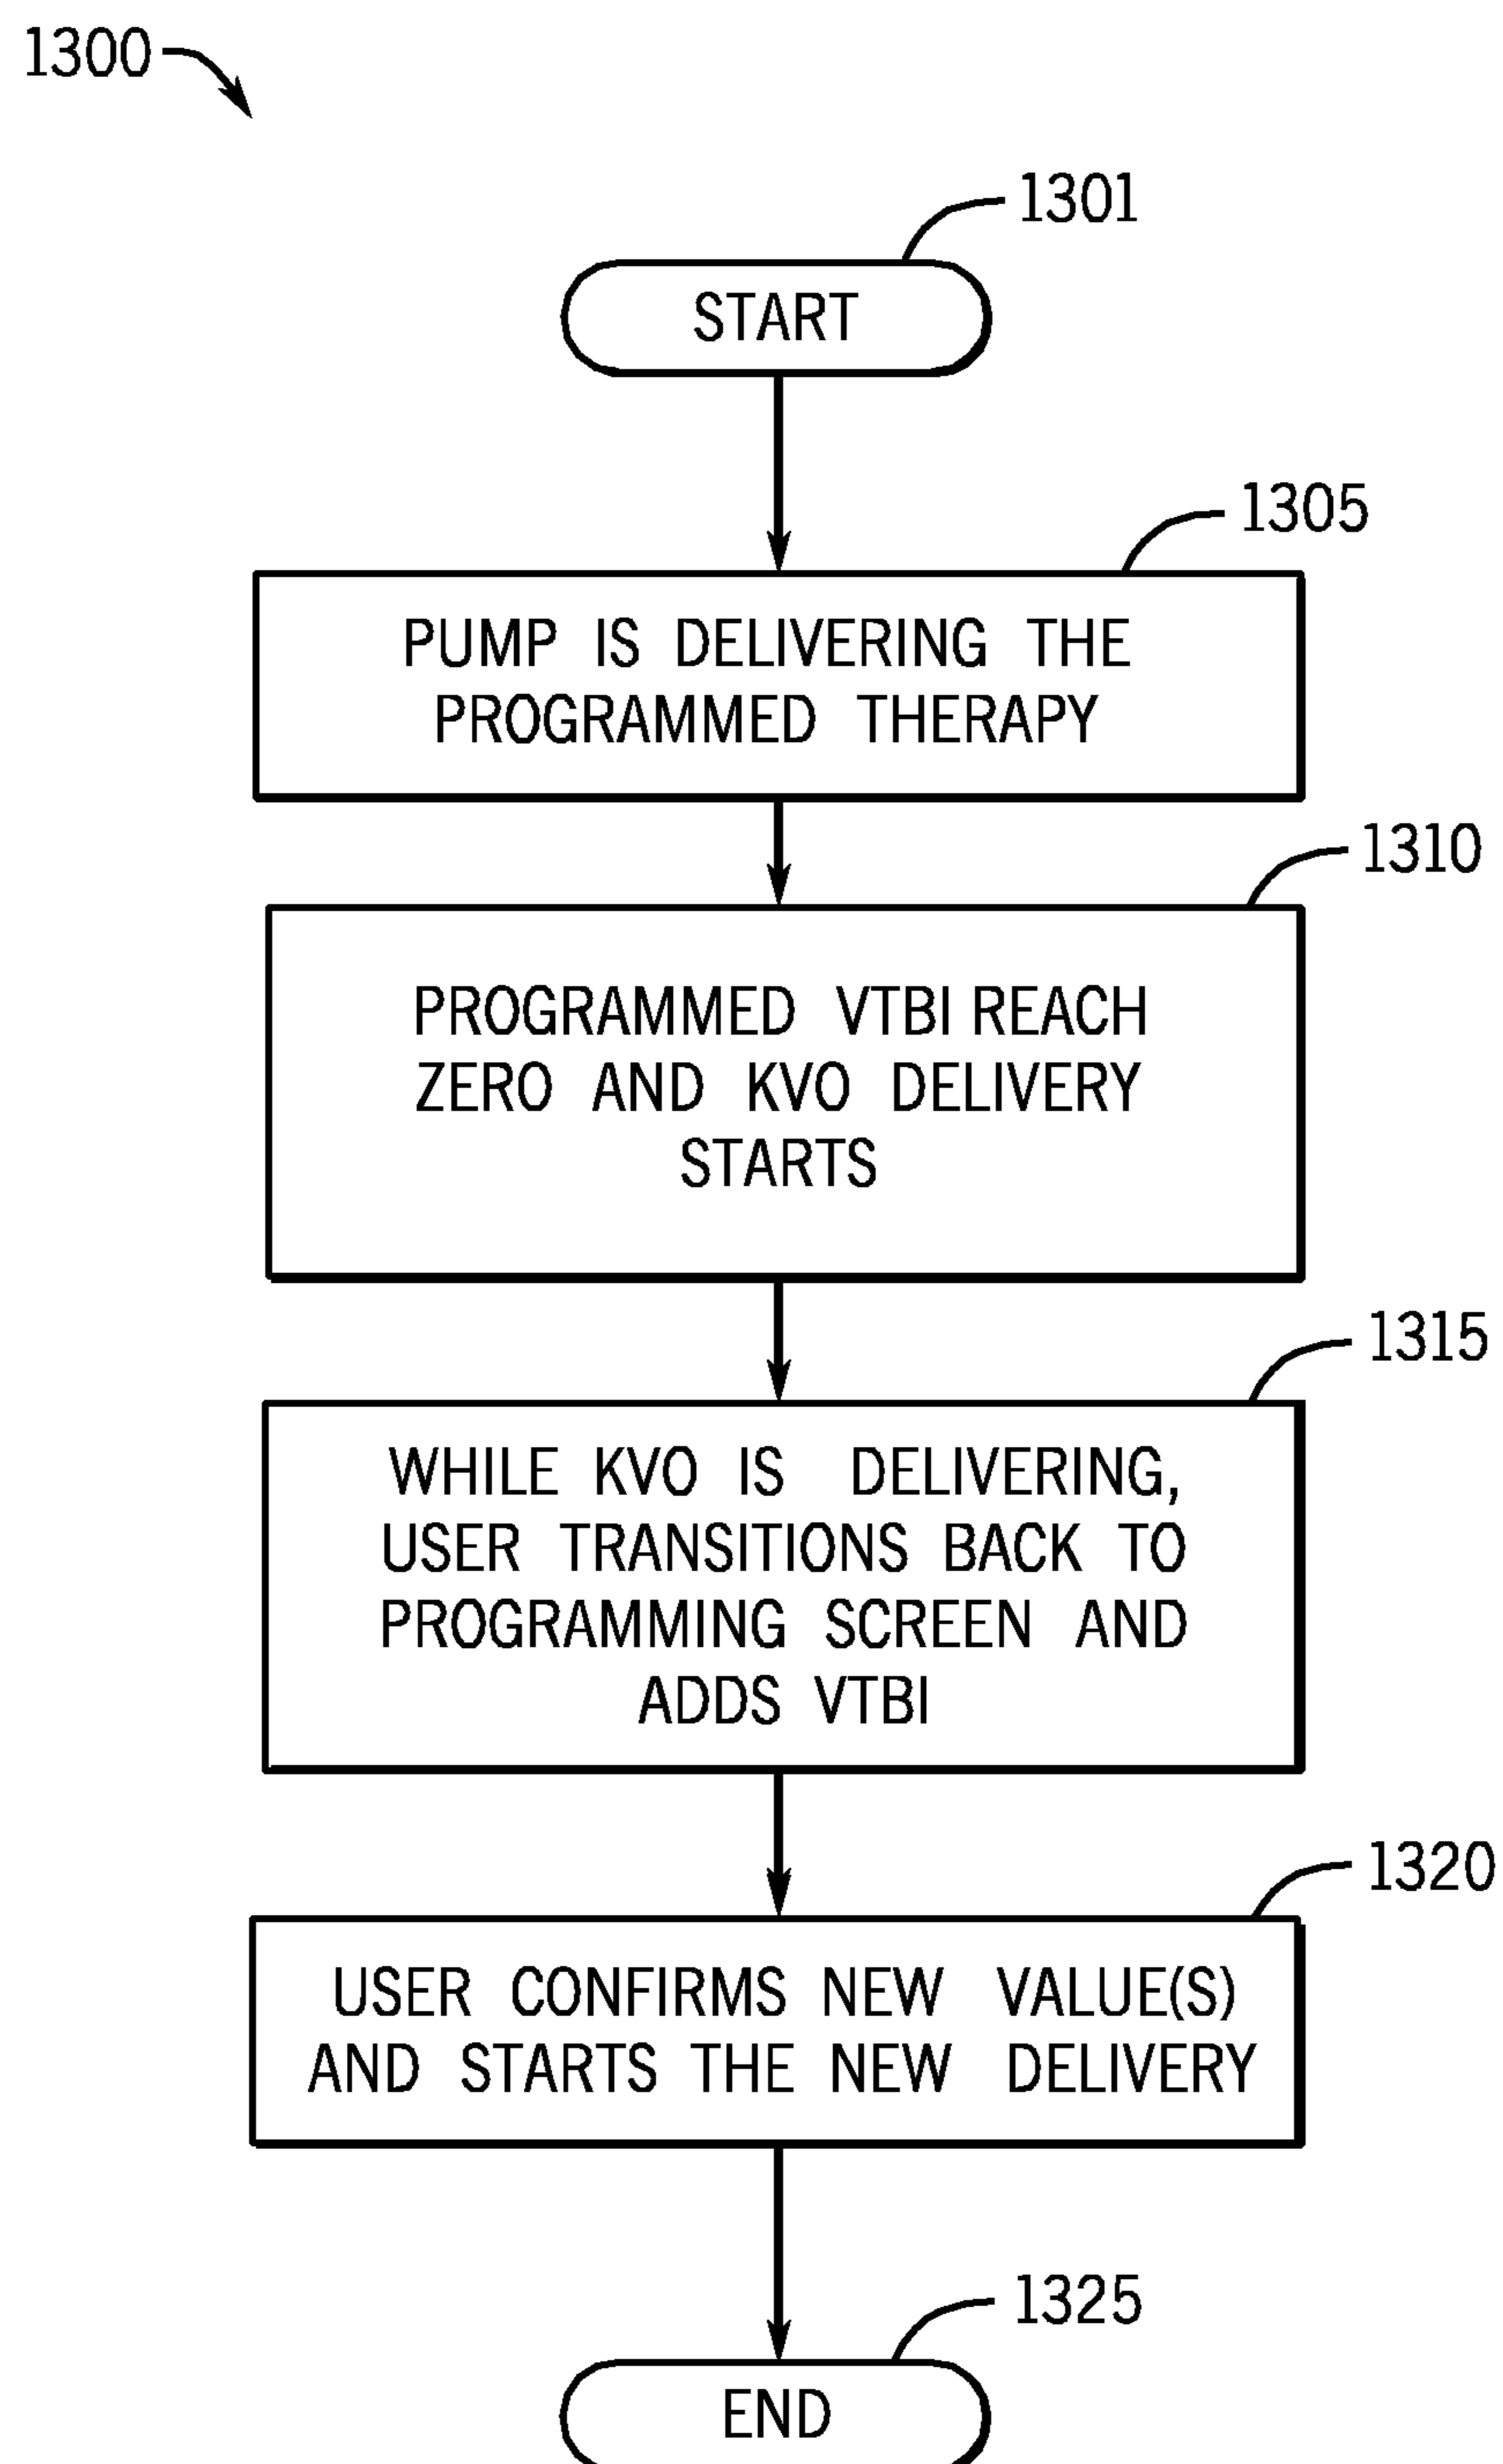 1300
1301
START
1305
PUMP IS DELIVERING THE
PROGRAMMED THERAPY
1310
PROGRAMMED VTBI REACH
ZERO AND KVO DELIVERY
STARTS
1315
WHILE KVO IS DELIVERING,
USER TRANSITIONS BACK TO
PROGRAMMING SCREEN AND
ADDS VTBI
1320
USER CONFIRMS NEW VALUE(S)
AND STARTS THE NEW DELIVERY
1325
END